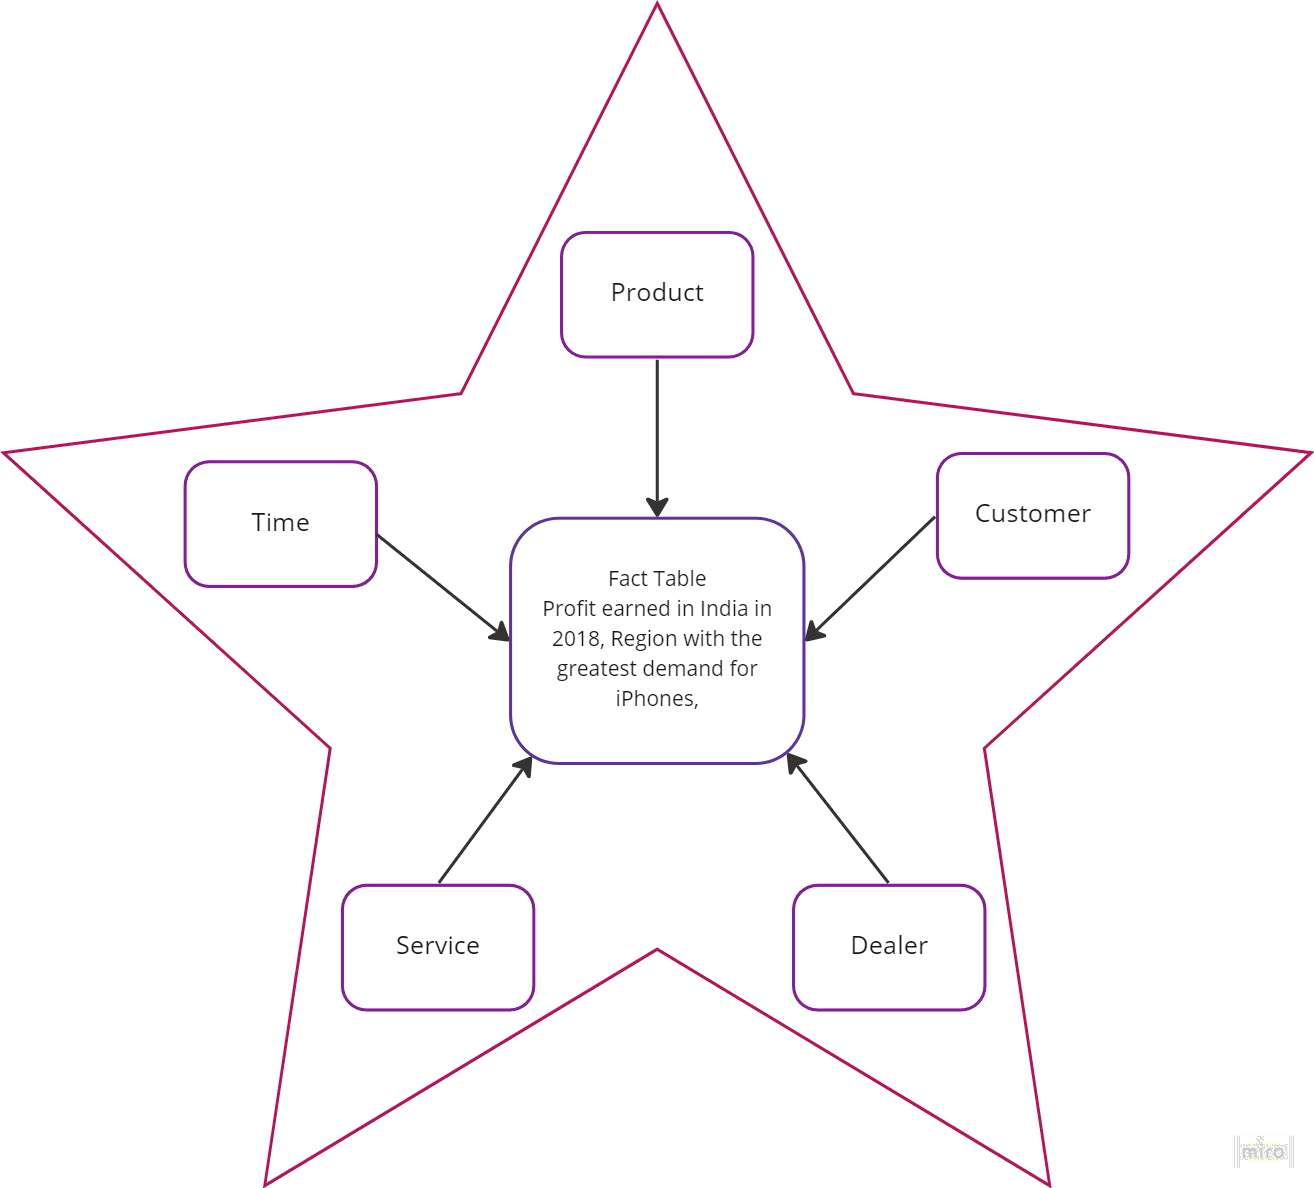 Product
Time
Customer
Fact Table
Profit earned in India in
2018, Region with the
greatest demand for
iPhones,
Service
Dealer
miro